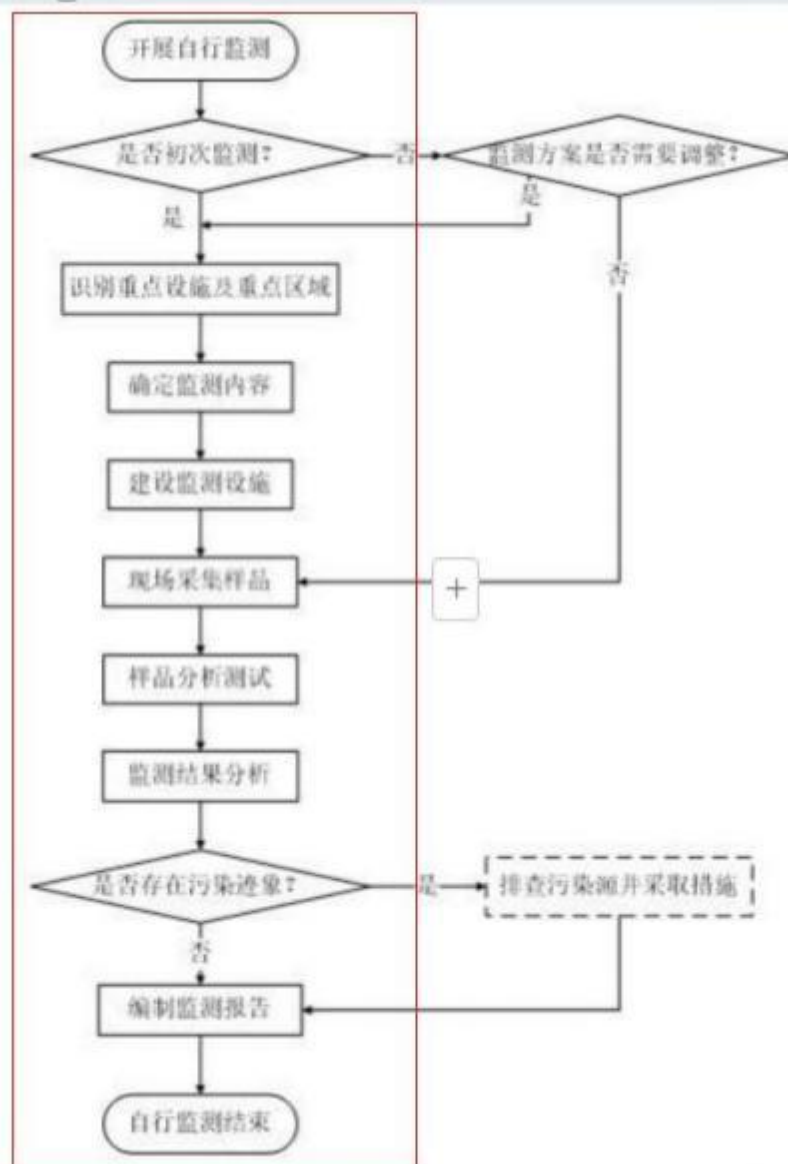 开展自行监测
是否初次监测？
否
监测方案是否需要调整？
是
是
否
识别重点设施及重点区域
确定监测内容
建设监测设施
现场采集样品
+
样品分析测试
监测结果分析
是否存在污染迹象？
是
排查污染源并采取措施
否
编制监测报告
自行监测结束